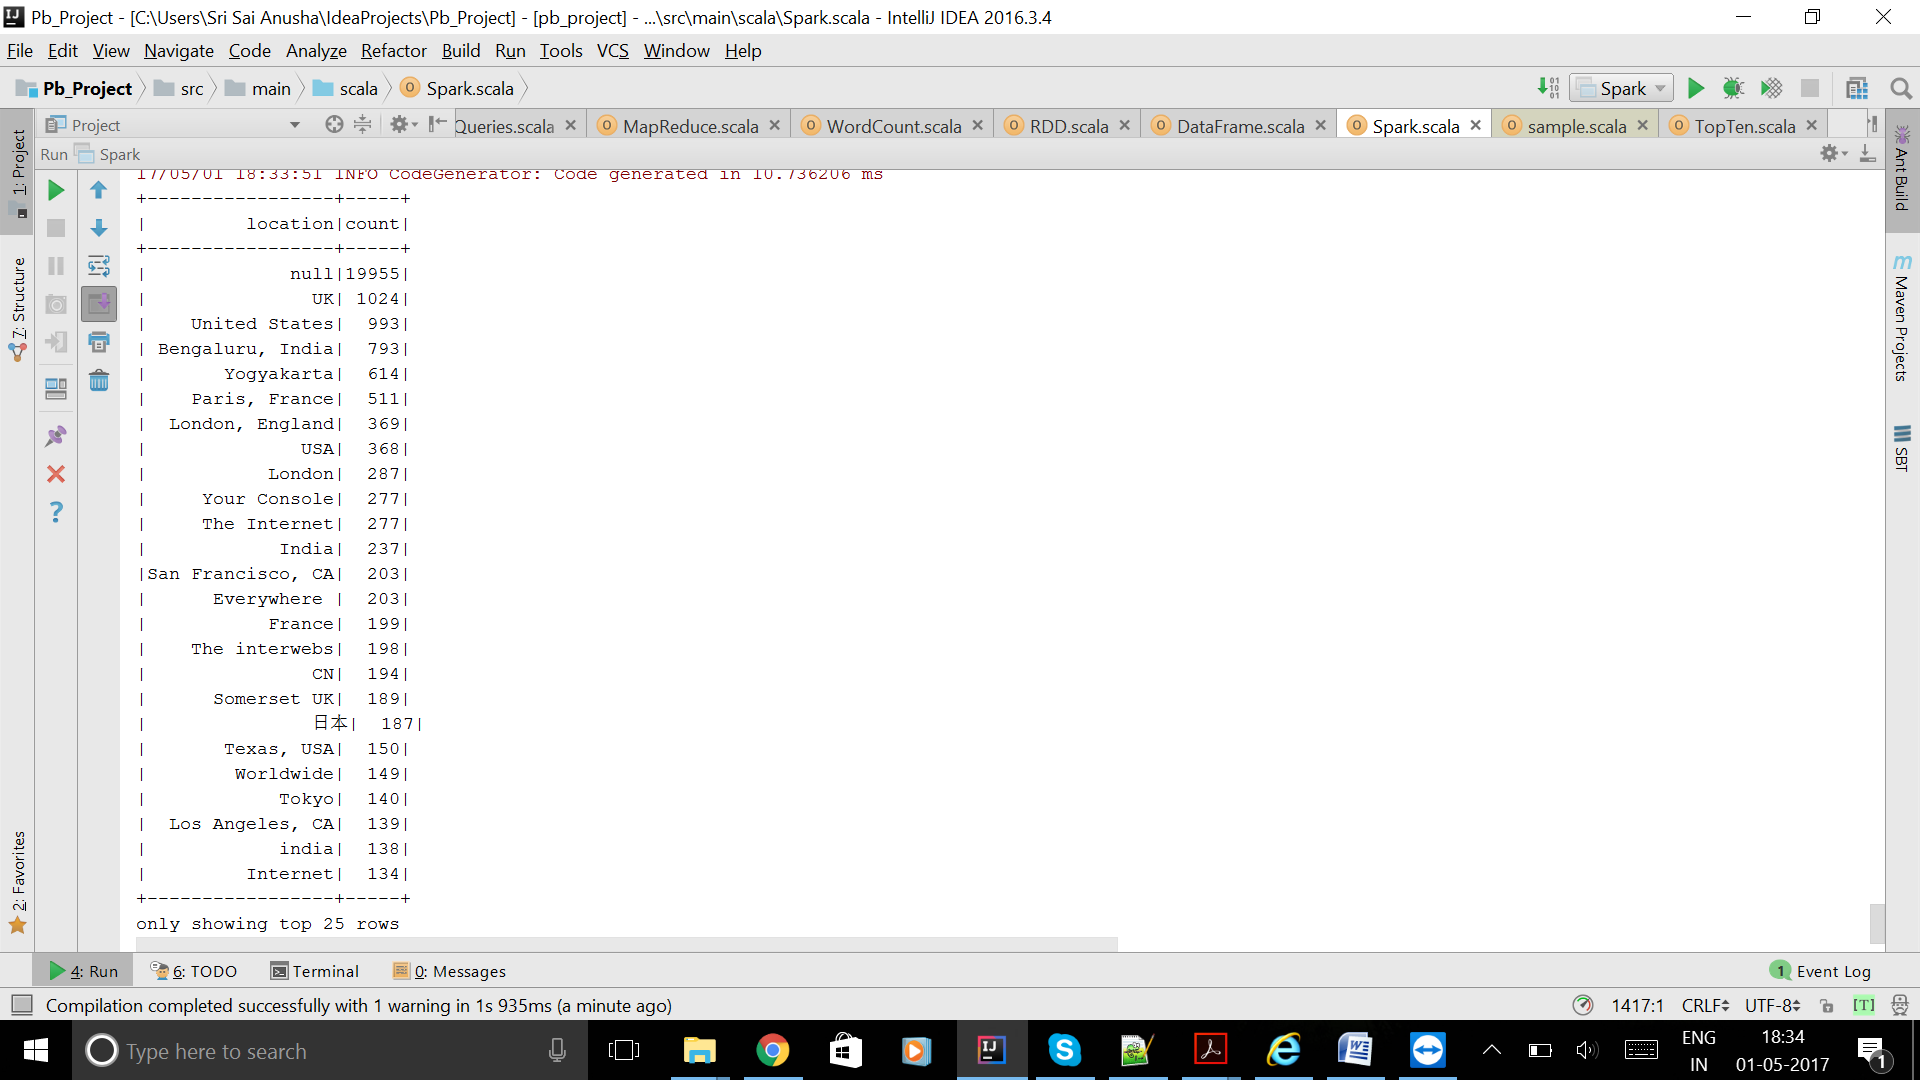 Pb_Project - [C:\Users\Sri Sai Anusha\IdeaProjects\Pb_Project] - [pb_project] - ...\src\main\scala\Spark.scala - IntelliJ IDEA 2016.3.4
File Edit View Navigate Code Analyze Refactor Build Run Tools VCS Window Help
Pb_Project src main scala Spark.scala Spark
Project Queries.scala MapReduce.scala WordCount.scala RDD.scala DataFrame.scala Spark.scala sample.scala TopTen.scala
Run Spark
1: Project
7: Structure
2: Favorites
Ant Build
Maven Projects
SBT
17/05/01 18:33:51 INFO CodeGenerator: Code generated in 10.736206 ms
+-----------------+-----+
|         location|count|
+-----------------+-----+
|             null|19955|
|               UK| 1024|
|    United States|  993|
| Bengaluru, India|  793|
|       Yogyakarta|  614|
|    Paris, France|  511|
|  London, England|  369|
|              USA|  368|
|           London|  287|
|     Your Console|  277|
|     The Internet|  277|
|            India|  237|
|San Francisco, CA|  203|
|      Everywhere |  203|
|           France|  199|
|    The interwebs|  198|
|               CN|  194|
|      Somerset UK|  189|
|               日本|  187|
|       Texas, USA|  150|
|        Worldwide|  149|
|            Tokyo|  140|
|  Los Angeles, CA|  139|
|            india|  138|
|         Internet|  134|
+-----------------+-----+
only showing top 25 rows
4: Run 6: TODO Terminal 0: Messages 1 Event Log
Compilation completed successfully with 1 warning in 1s 935ms (a minute ago) 1417:1 CRLF UTF-8 [T]
Type here to search
ENG
IN
18:34
01-05-2017
1